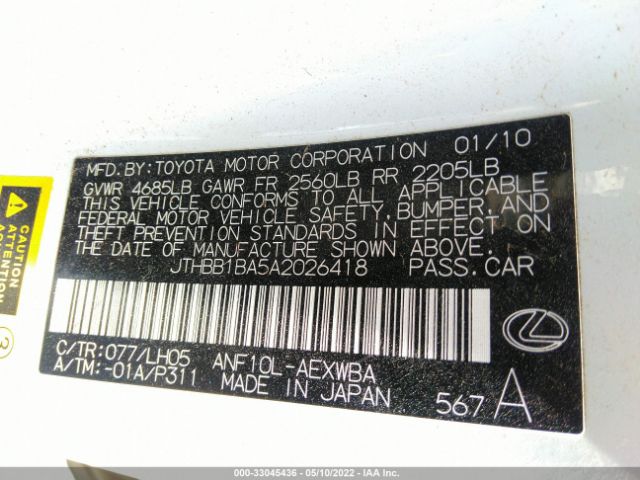 MFD.BY:TOYOTA MOTOR CORPORATION 01/10
GVWR 4685LB GAWR FR 2560LB RR 2205LB
THIS VEHICLE CONFORMS TO ALL APPLICABLE
FEDERAL MOTOR VEHICLE SAFETY,BUMPER,AND
THEFT PREVENTION STANDARDS IN EFFECT ON
THE DATE OF MANUFACTURE SHOWN ABOVE.
JTHBB1BA5A2026418 PASS.CAR
C/TR:077/LH05 ANF10L-AEXWBA
A/TM:-01A/P311 MADE IN JAPAN
567 A
CAUTION
ATTENTION
3
000-33045436 - 05/10/2022 - IAA Inc.